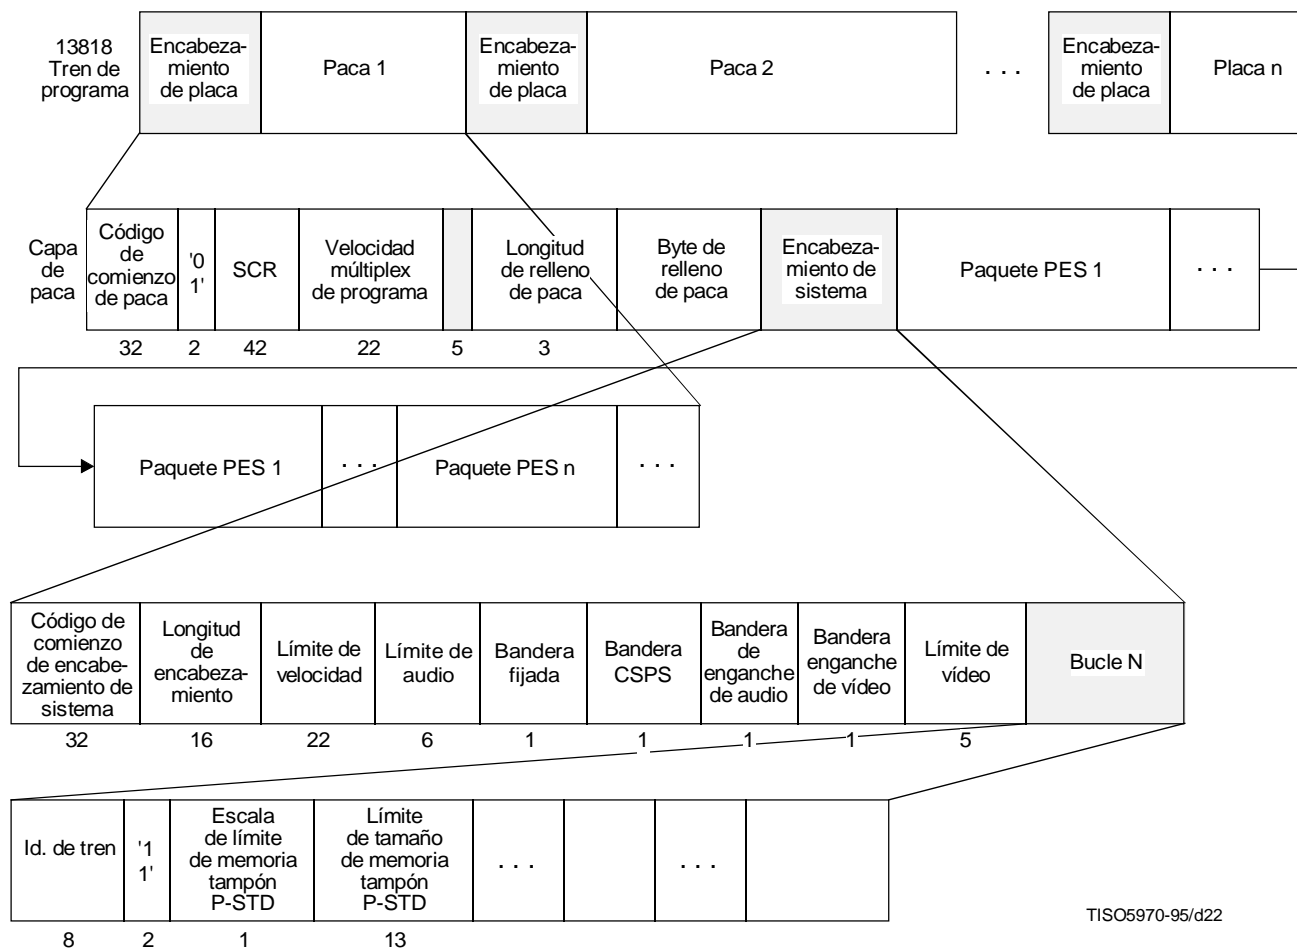 13818
Tren de
programa
Encabeza-
miento
de placa
Paca 1
Encabeza-
miento
de placa
Paca 2
. . .
Encabeza-
miento
de placa
Placa n
Capa
de
paca
Código
de
comienzo
de paca
'0
1'
SCR
Velocidad
múltiplex
de programa
Longitud
de relleno
de paca
Byte de
relleno
de paca
Encabeza-
miento de
sistema
Paquete PES 1
. . .
32
2
42
22
5
3
Paquete PES 1
. . .
Paquete PES n
. . .
Código de
comienzo
de encabe-
zamiento de
sistema
Longitud
de
encabeza-
miento
Límite de
velocidad
Límite de
audio
Bandera
fijada
Bandera
CSPS
Bandera
de
enganche
de audio
Bandera
enganche
de vídeo
Límite de
vídeo
Bucle N
32
16
22
6
1
1
1
1
5
Id. de tren
'1
1'
Escala
de límite
de memoria
tampón
P-STD
Límite
de tamaño
de memoria
tampón
P-STD
. . .
. . .
8
2
1
13
TISO5970-95/d22